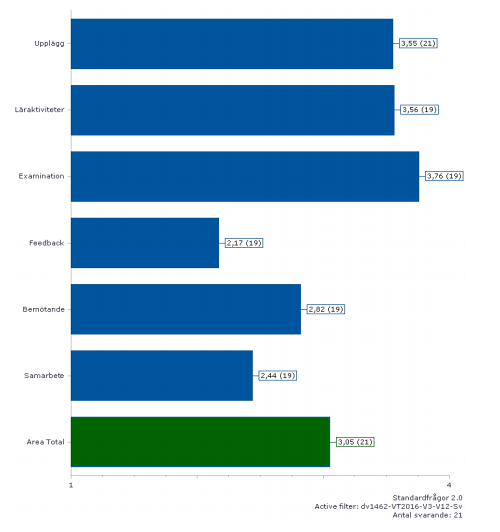 Upplägg
3,55 (21)
Läraktiviteter
3,56 (19)
Examination
3,76 (19)
Feedback
2,17 (19)
Bemötande
2,82 (19)
Samarbete
2,44 (19)
Area Total
3,05 (21)
1
4
Standardfrågor 2.0
Active filter: dv1462-VT2016-V3-V12-Sv
Antal svarande: 21